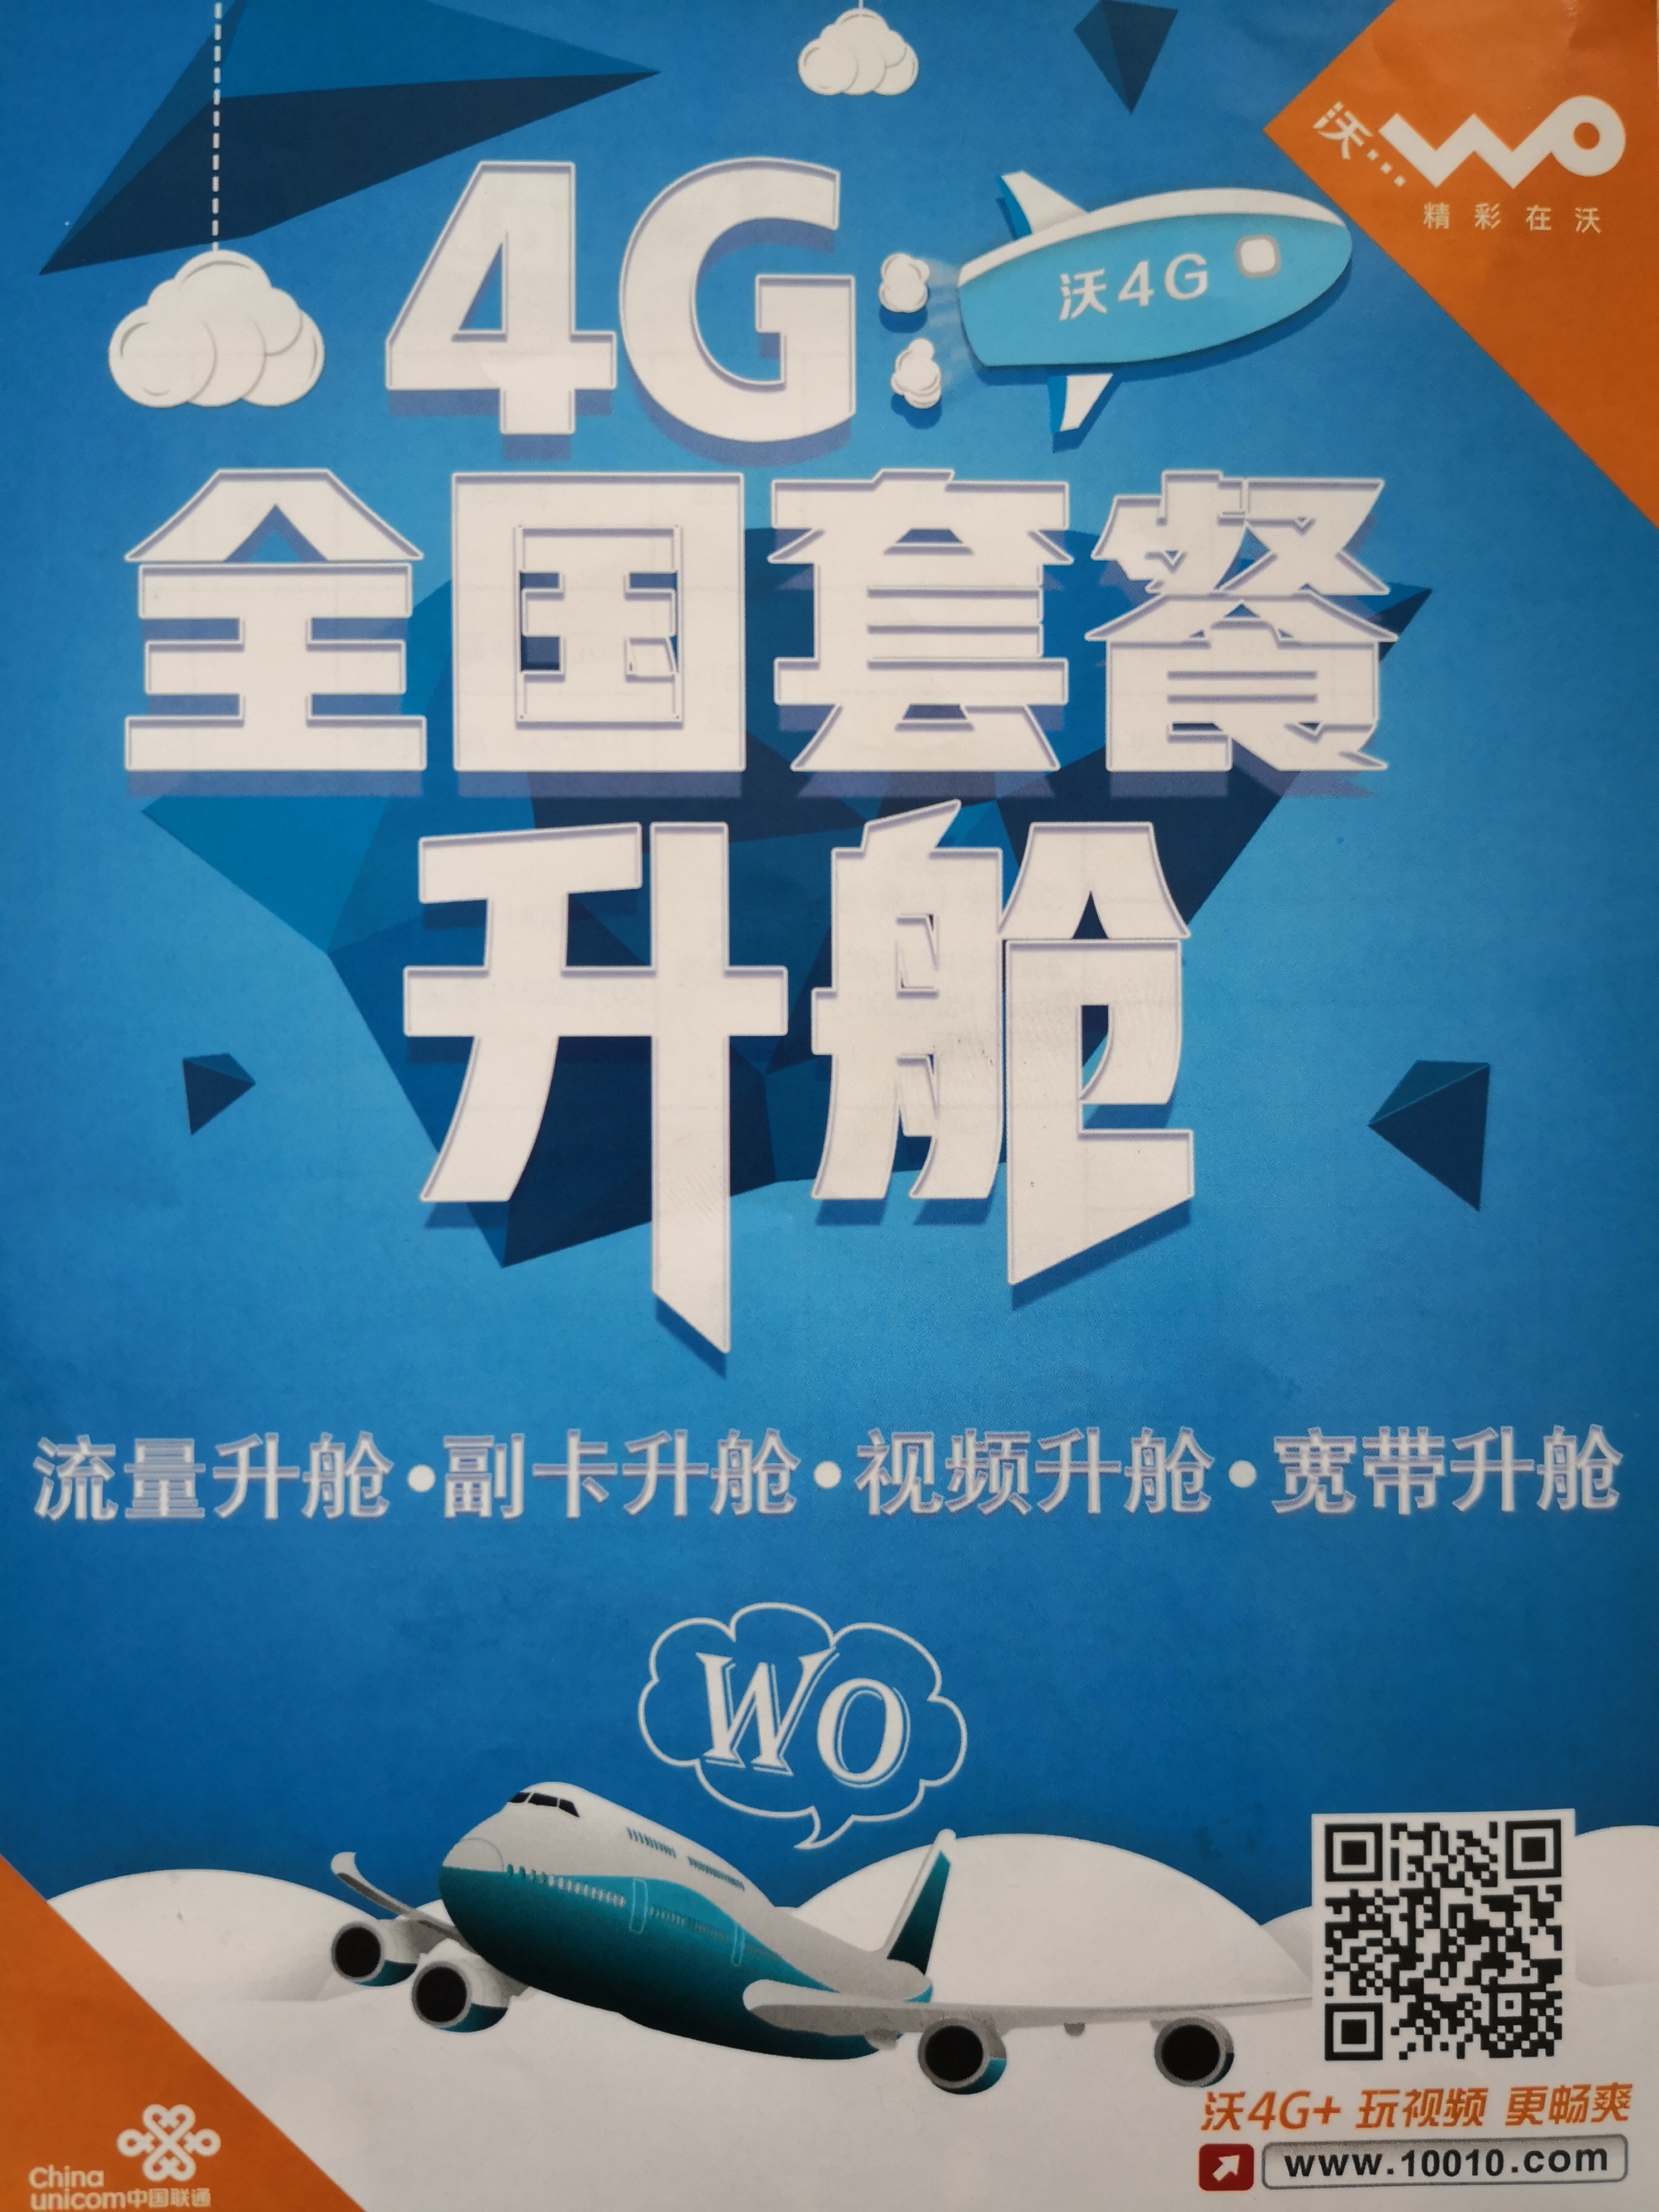 沃... WO
精彩在沃
4G
沃4G
全国套餐
升舱
流量升舱•副卡升舱•视频升舱•宽带升舱
WO
沃4G+ 玩视频 更畅爽
www.10010.com
China
unicom中国联通